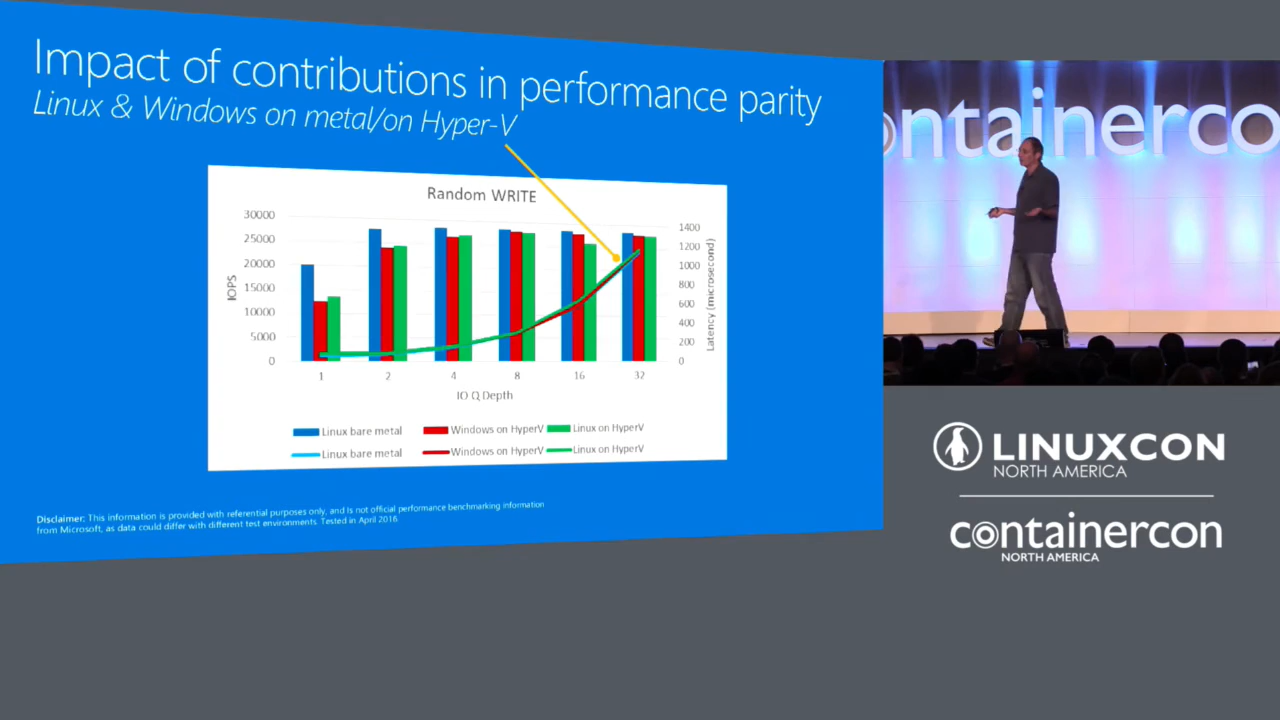 Impact of contributions in performance parity
Linux & Windows on metal/on Hyper-V
Random WRITE
30000
25000
20000
15000
10000
5000
0
IOPS
1400
1200
1000
800
600
400
200
0
Latency (microsecond)
1 2 4 8 16 32
IO Q Depth
Linux bare metal Windows on HyperV Linux on HyperV
Linux bare metal Windows on HyperV Linux on HyperV
Disclaimer: This information is provided with referential purposes only, and is not official performance benchmarking information
from Microsoft, as data could differ with different test environments. Tested in April 2016
ontainerco
LINUXCON
NORTH AMERICA
containercon
NORTH AMERICA